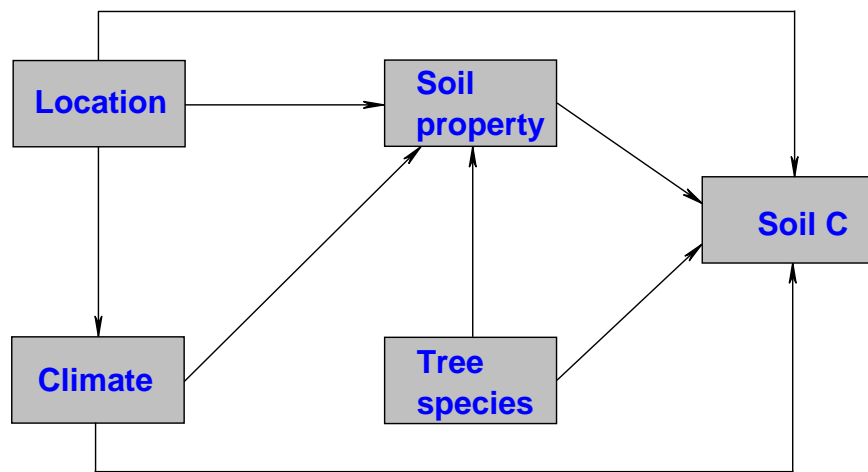 Location
Soil
property
Soil C
Climate
Tree
species